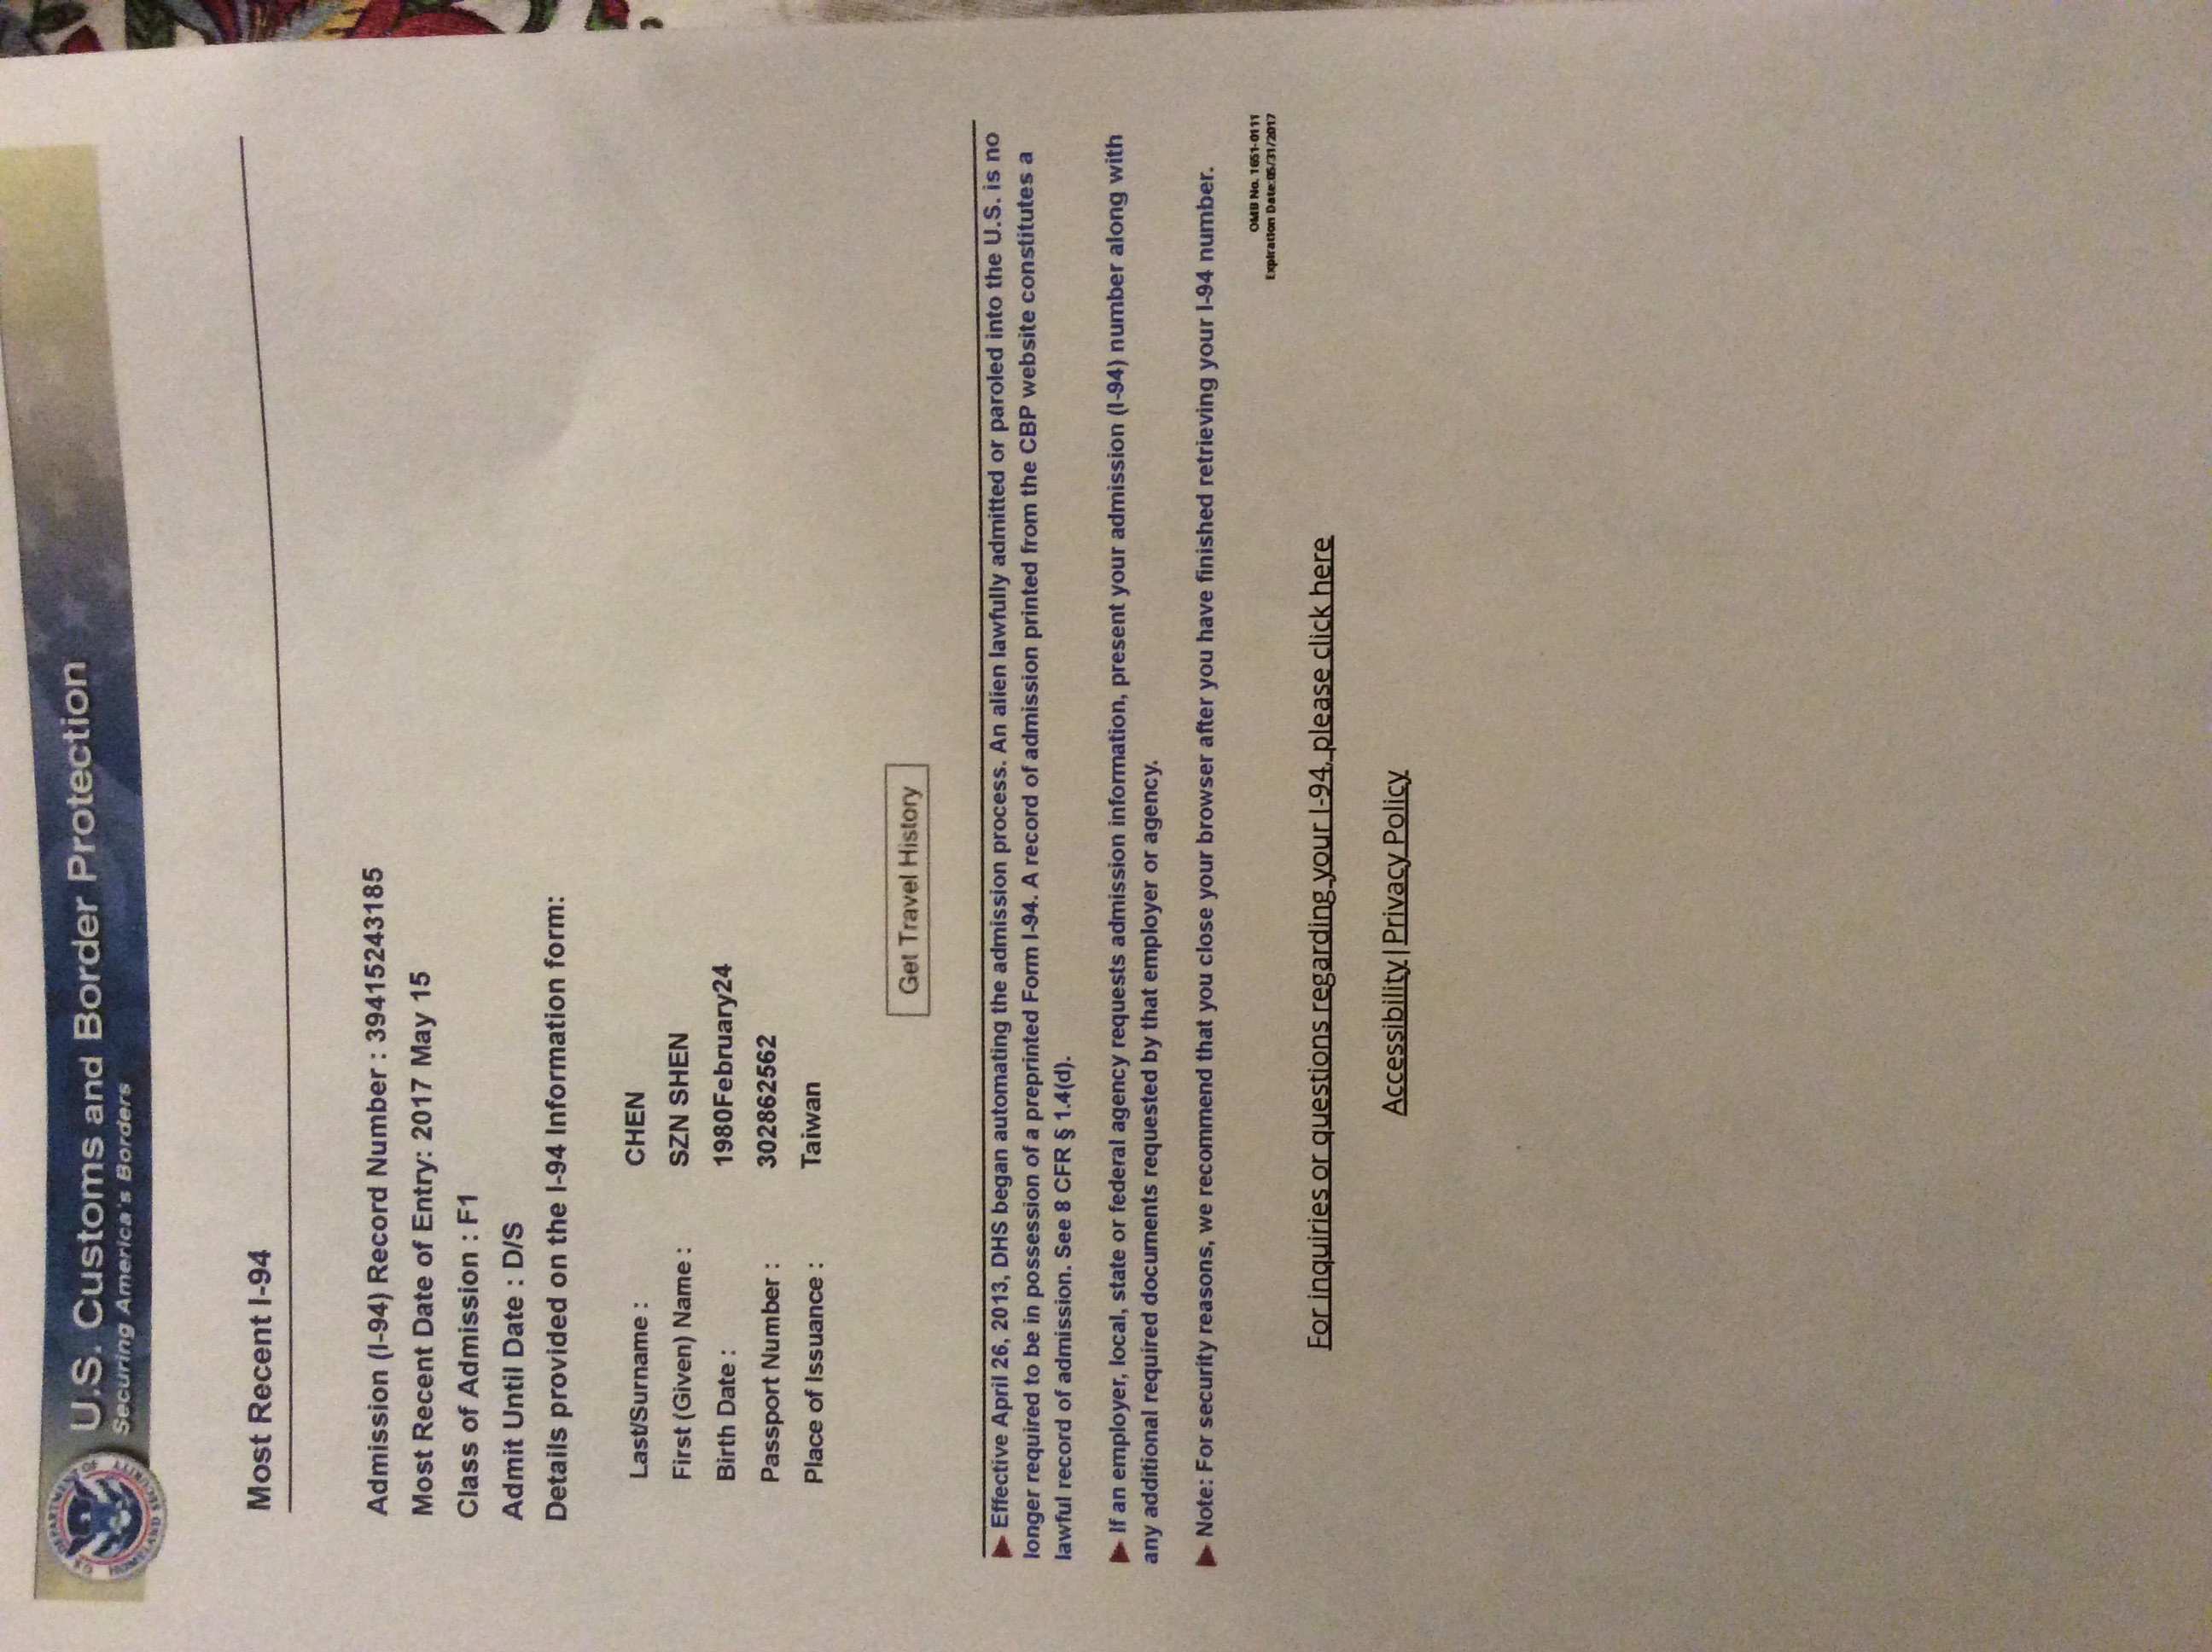 U.S. Customs and Border Protection
Securing America's Borders
U.S. DEPARTMENT OF HOMELAND SECURITY
Most Recent I-94
Admission (I-94) Record Number : 39415243185
Most Recent Date of Entry: 2017 May 15
Class of Admission : F1
Admit Until Date : D/S
Details provided on the I-94 Information form:
Last/Surname : CHEN
First (Given) Name : SZN SHEN
Birth Date : 1980February24
Passport Number : 302862562
Place of Issuance : Taiwan
Get Travel History
► Effective April 26, 2013, DHS began automating the admission process. An alien lawfully admitted or paroled into the U.S. is no
longer required to be in possession of a preprinted Form I-94. A record of admission printed from the CBP website constitutes a
lawful record of admission. See 8 CFR § 1.4(d).
► If an employer, local, state or federal agency requests admission information, present your admission (I-94) number along with
any additional required documents requested by that employer or agency.
► Note: For security reasons, we recommend that you close your browser after you have finished retrieving your I-94 number.
OMB No. 1651-0111
Expiration Date:05/31/2017
For inquiries or questions regarding your I-94, please click here
Accessibility|Privacy Policy